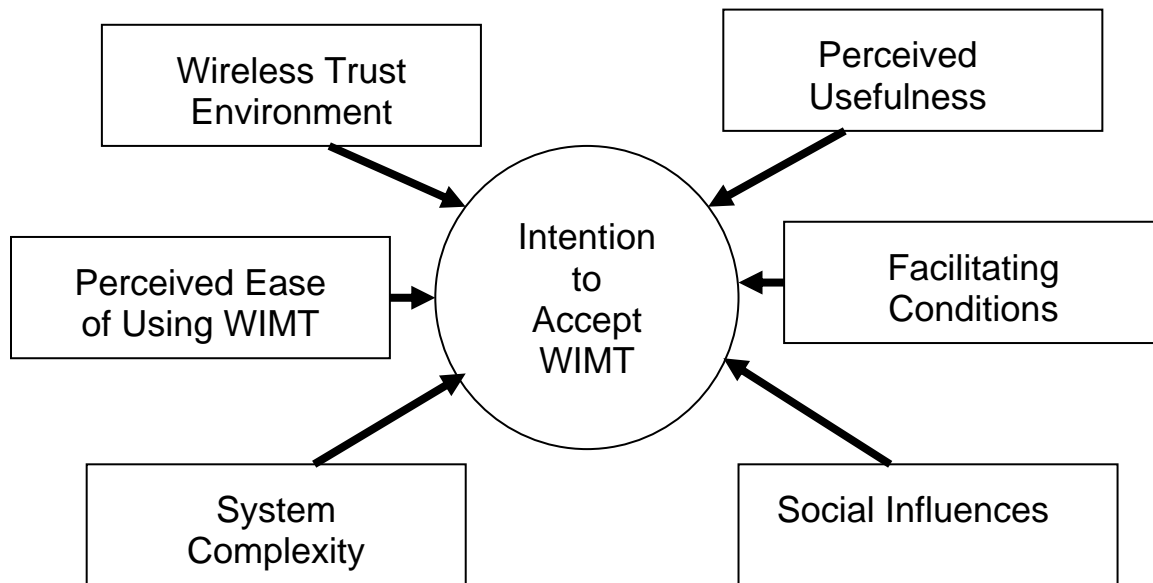 Wireless Trust
Environment
Perceived
Usefulness
Intention
to
Accept
WIMT
Perceived Ease
of Using WIMT
Facilitating
Conditions
System
Complexity
Social Influences